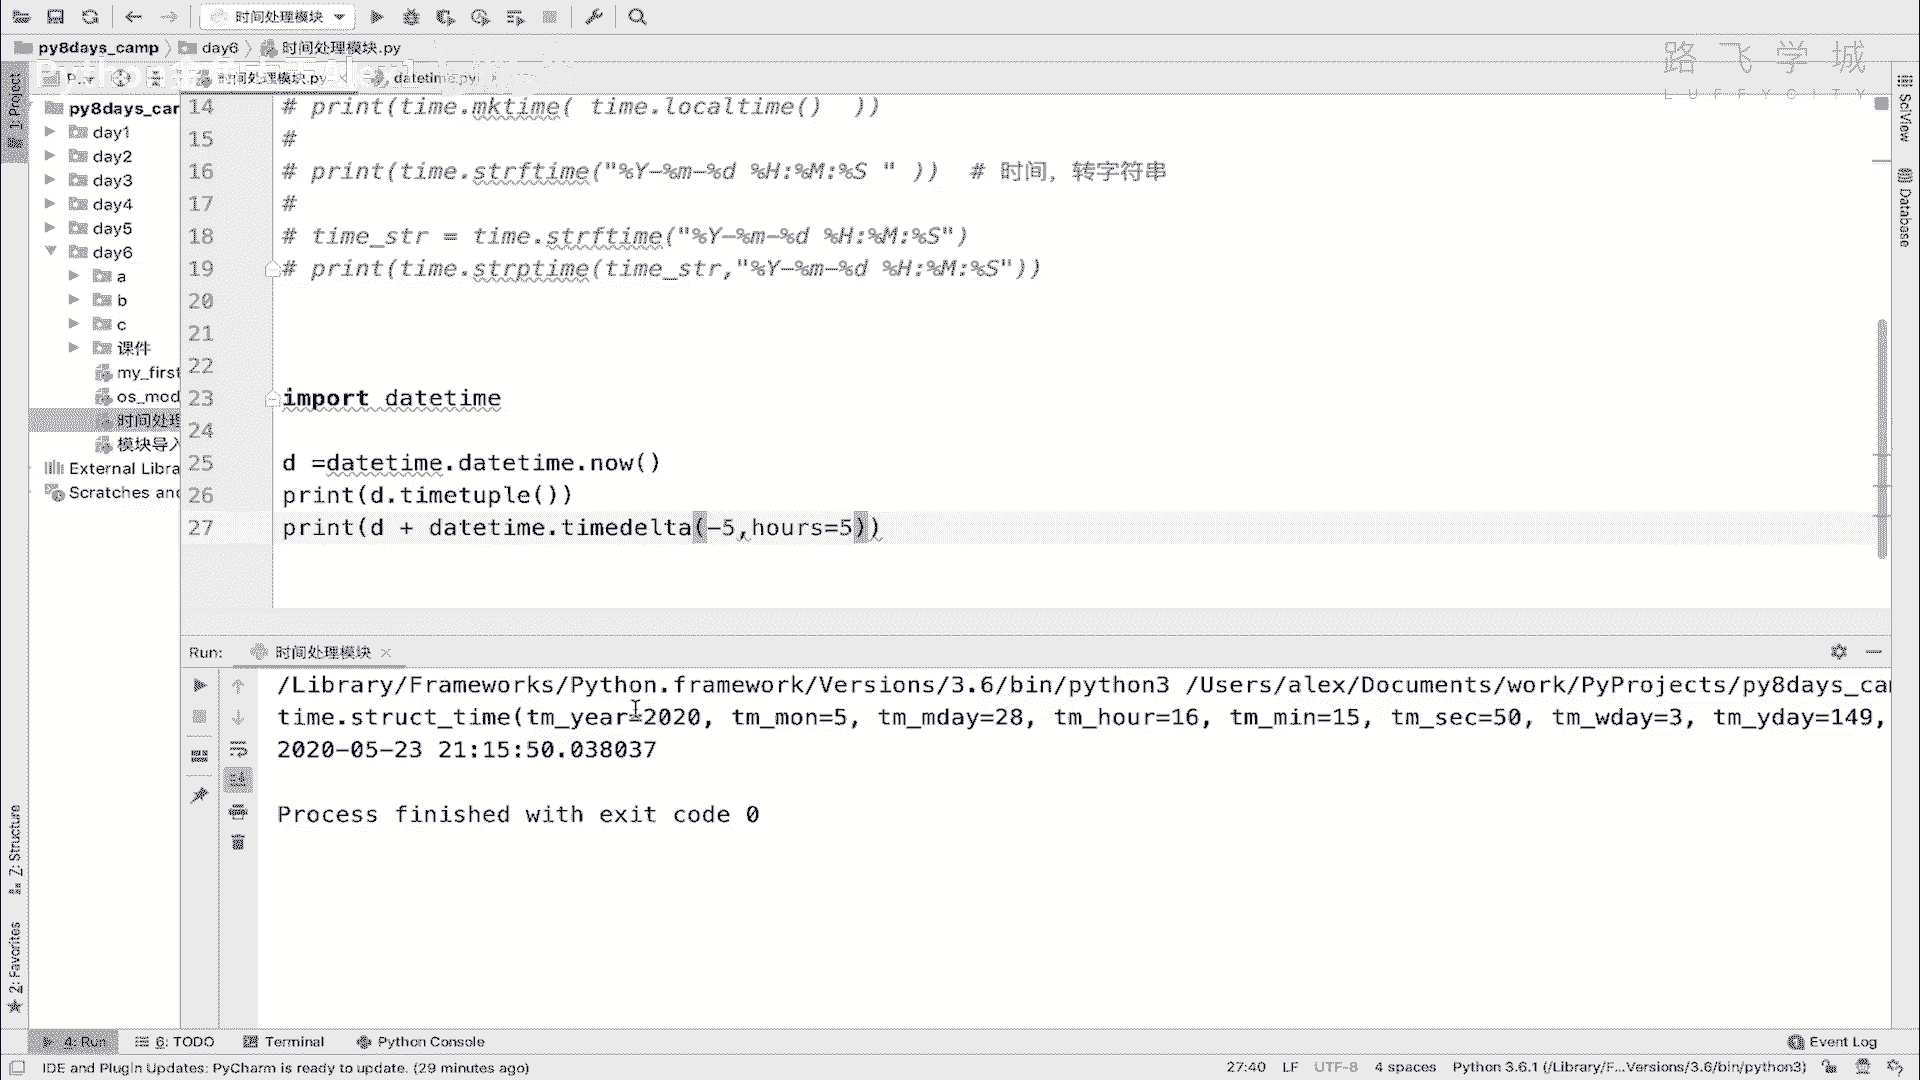 时间处理模块
py8days_camp
day6
时间处理模块.py
路飞学城
LUFFYCITY
P..
时间处理模块.py
datetime.py
1: Project
SciView
Database
py8days_car
day1
day2
day3
day4
day5
day6
a
b
c
课件
my_first
os_mod
时间处理
模块导入
External Libra
Scratches and
14 # print(time.mktime( time.localtime()  ))
15 #
16 # print(time.strftime("%Y-%m-%d %H:%M:%S " ))  # 时间，转字符串
17 #
18 # time_str = time.strftime("%Y-%m-%d %H:%M:%S")
19 # print(time.strptime(time_str,"%Y-%m-%d %H:%M:%S"))
20
21
22
23 import datetime
24
25 d =datetime.datetime.now()
26 print(d.timetuple())
27 print(d + datetime.timedelta(-5,hours=5))
Run: 时间处理模块
/Library/Frameworks/Python.framework/Versions/3.6/bin/python3 /Users/alex/Documents/work/PyProjects/py8days_ca
time.struct_time(tm_year=2020, tm_mon=5, tm_mday=28, tm_hour=16, tm_min=15, tm_sec=50, tm_wday=3, tm_yday=149,
2020-05-23 21:15:50.038037
Process finished with exit code 0
7: Structure
2: Favorites
4: Run
6: TODO
Terminal
Python Console
Event Log
IDE and Plugin Updates: PyCharm is ready to update. (29 minutes ago)
27:40 LF UTF-8 4 spaces Python 3.6.1 (/Library/F...Versions/3.6/bin/python3)